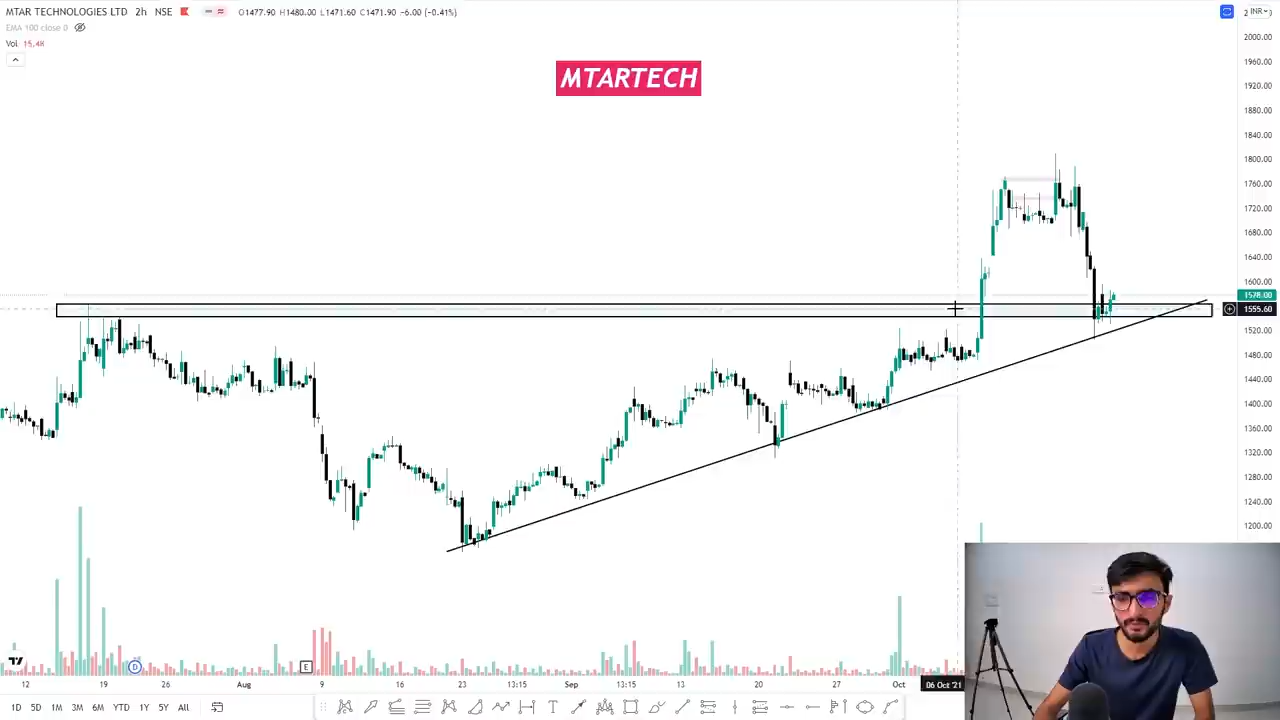 MTAR TECHNOLOGIES LTD 2h NSE O1477.90 H1480.00 L1471.60 C1471.90 -6.00 (-0.41%)
EMA 100 close 0
Vol 15.4K
MTARTECH
INR
2000.00
1960.00
1920.00
1880.00
1840.00
1800.00
1760.00
1720.00
1680.00
1640.00
1600.00
1578.00
1555.60
1520.00
1480.00
1440.00
1400.00
1360.00
1320.00
1280.00
1240.00
1200.00
D
E
12 19 26 Aug 9 16 23 13:15 Sep 13:15 13 20 27 Oct 06 Oct '21
1D 5D 1M 3M 6M YTD 1Y 5Y All